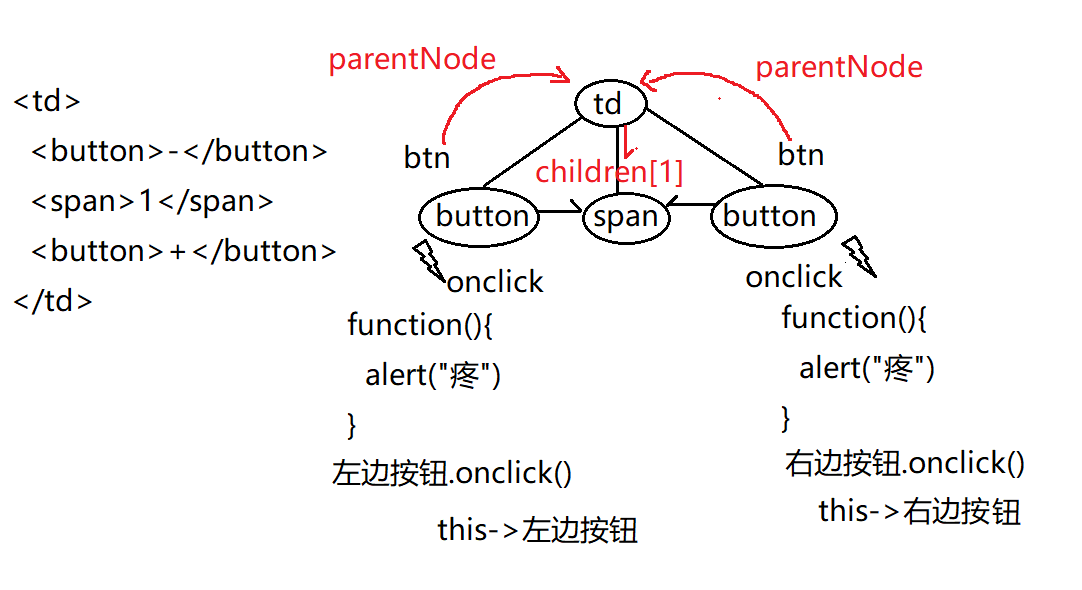 <td>
<button>-</button>
<span>1</span>
<button>+</button>
</td>
parentNode
parentNode
td
btn
btn
children[1]
button
span
button
onclick
function(){
alert("疼")
}
左边按钮.onclick()
this->左边按钮
onclick
function(){
alert("疼")
}
右边按钮.onclick()
this->右边按钮